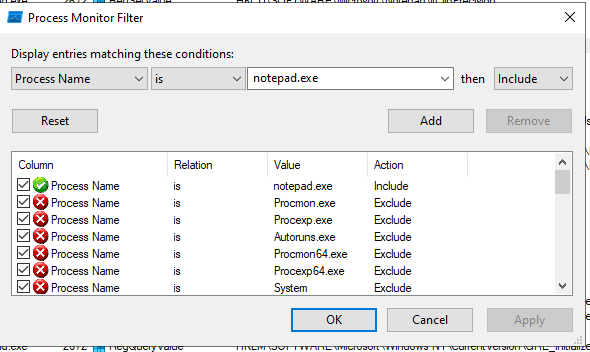 Process Monitor Filter
Display entries matching these conditions:
Process Name is notepad.exe then Include
Reset Add Remove
Column Relation Value Action
Process Name is notepad.exe Include
Process Name is Procmon.exe Exclude
Process Name is Procexp.exe Exclude
Process Name is Autoruns.exe Exclude
Process Name is Procmon64.exe Exclude
Process Name is Procexp64.exe Exclude
Process Name is System Exclude
OK Cancel Apply